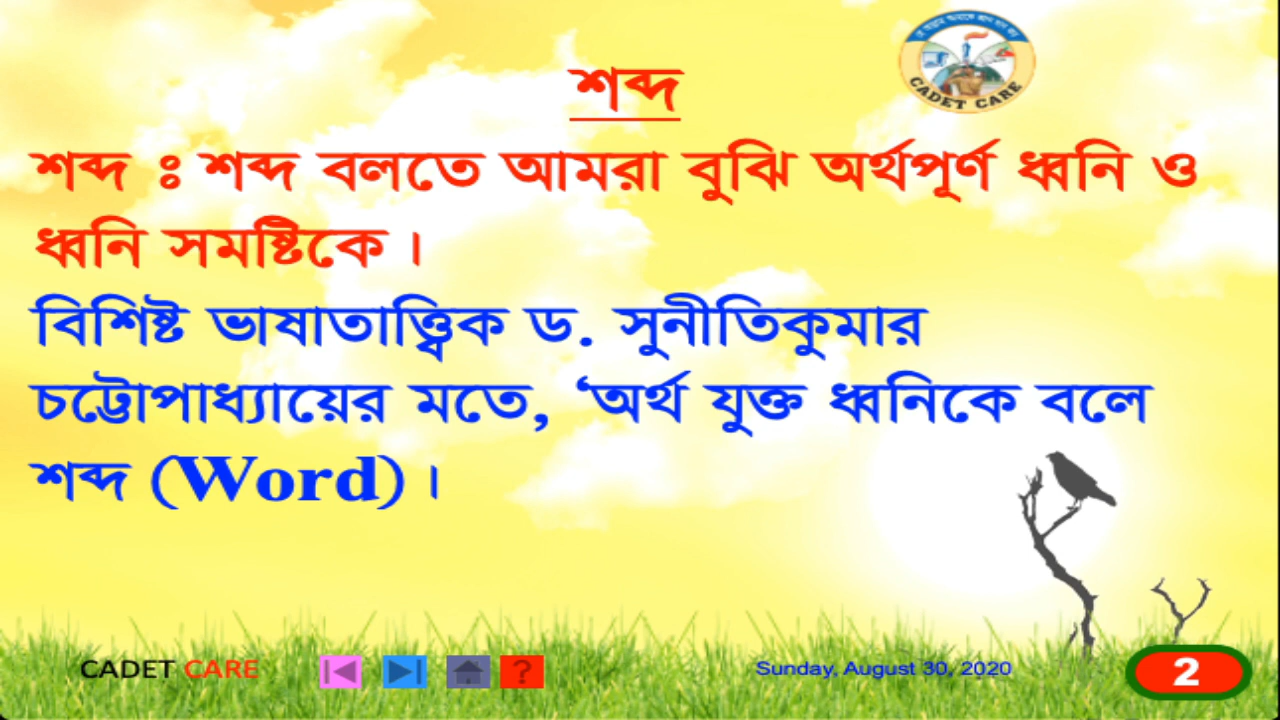 শব্দ
শব্দ ঃ শব্দ বলতে আমরা বুঝি অর্থপূর্ণ ধ্বনি ও
ধ্বনি সমষ্টিকে।
বিশিষ্ট ভাষাতাত্ত্বিক ড. সুনীতিকুমার
চট্টোপাধ্যায়ের মতে, ‘অর্থ যুক্ত ধ্বনিকে বলে
শব্দ (Word)।
CADET CARE
CADET CARE
?
Sunday, August 30, 2020
2